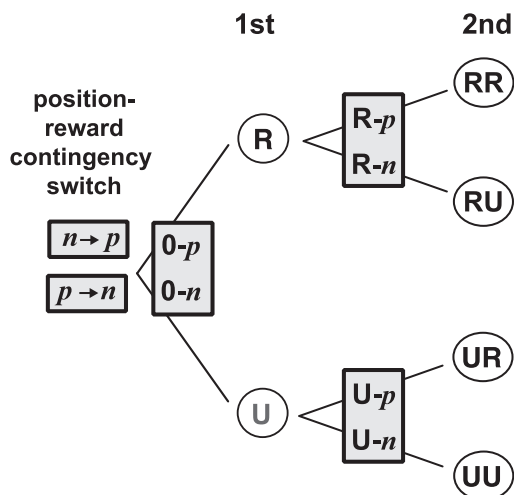 1st
2nd
position-
reward
contingency
switch
n→p
p→n
0-p
0-n
R
R-p
R-n
RR
RU
U
U-p
U-n
UR
UU